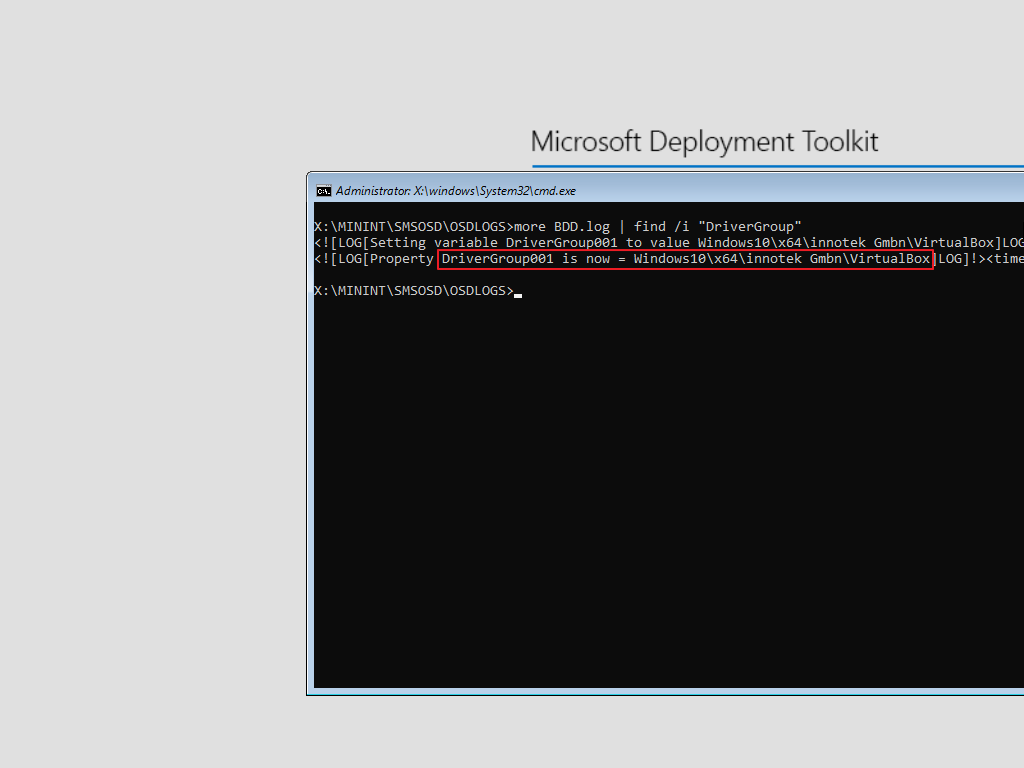 Microsoft Deployment Toolkit
Administrator: X:\windows\System32\cmd.exe
X:\MININT\SMSOSD\OSDLOGS>more BDD.log | find /i "DriverGroup"
<![LOG[Setting variable DriverGroup001 to value Windows10\x64\innotek Gmbn\VirtualBox]LOG
<![LOG[Property DriverGroup001 is now = Windows10\x64\innotek Gmbn\VirtualBox]LOG]!><time
X:\MININT\SMSOSD\OSDLOGS>